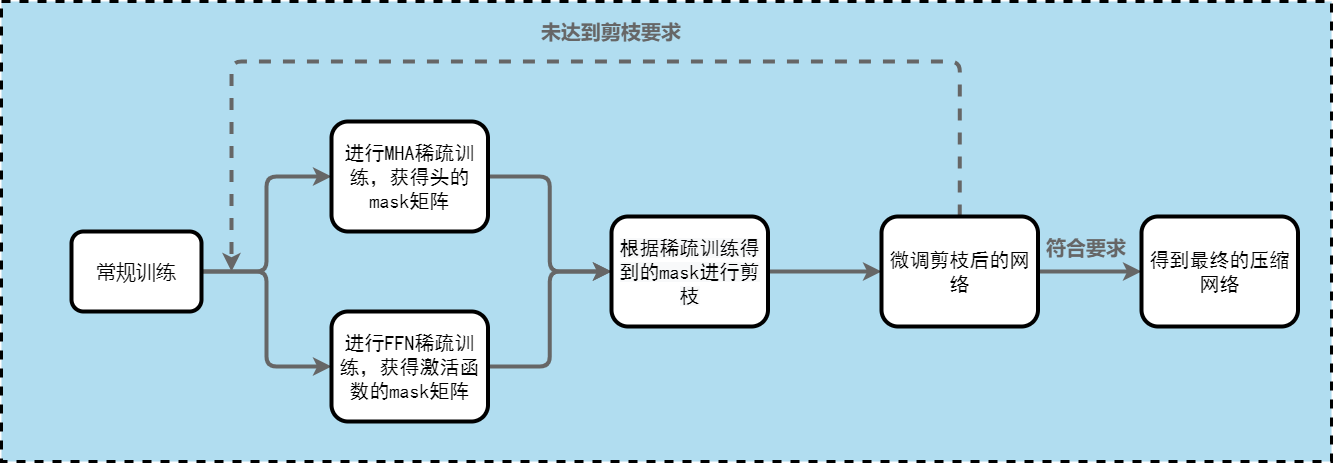 未达到剪枝要求
进行MHA稀疏训
练，获得头的
mask矩阵
常规训练
进行FFN稀疏训
练，获得激活函
数的mask矩阵
根据稀疏训练得
到的mask进行剪
枝
微调剪枝后的网
络
符合要求
得到最终的压缩
网络